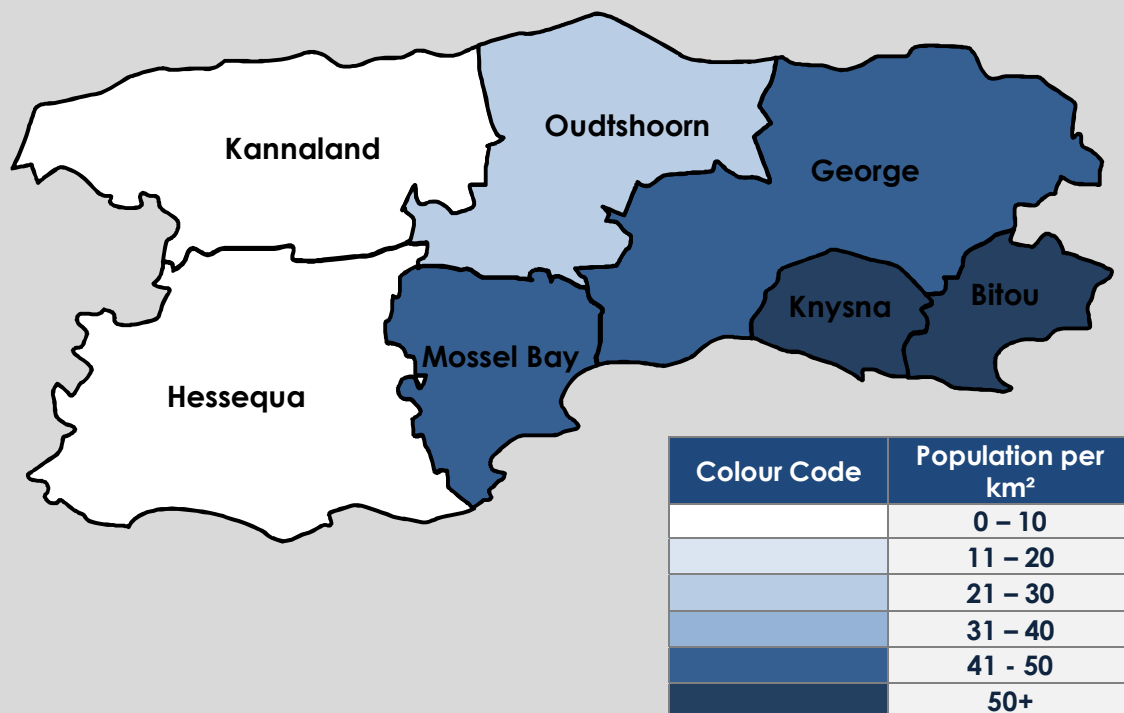 Oudtshoorn
Kannaland
George
Bitou
Knysna
Mossel Bay
Hessequa
Colour Code
Population per
km²
0 – 10
11 – 20
21 – 30
31 – 40
41 - 50
50+